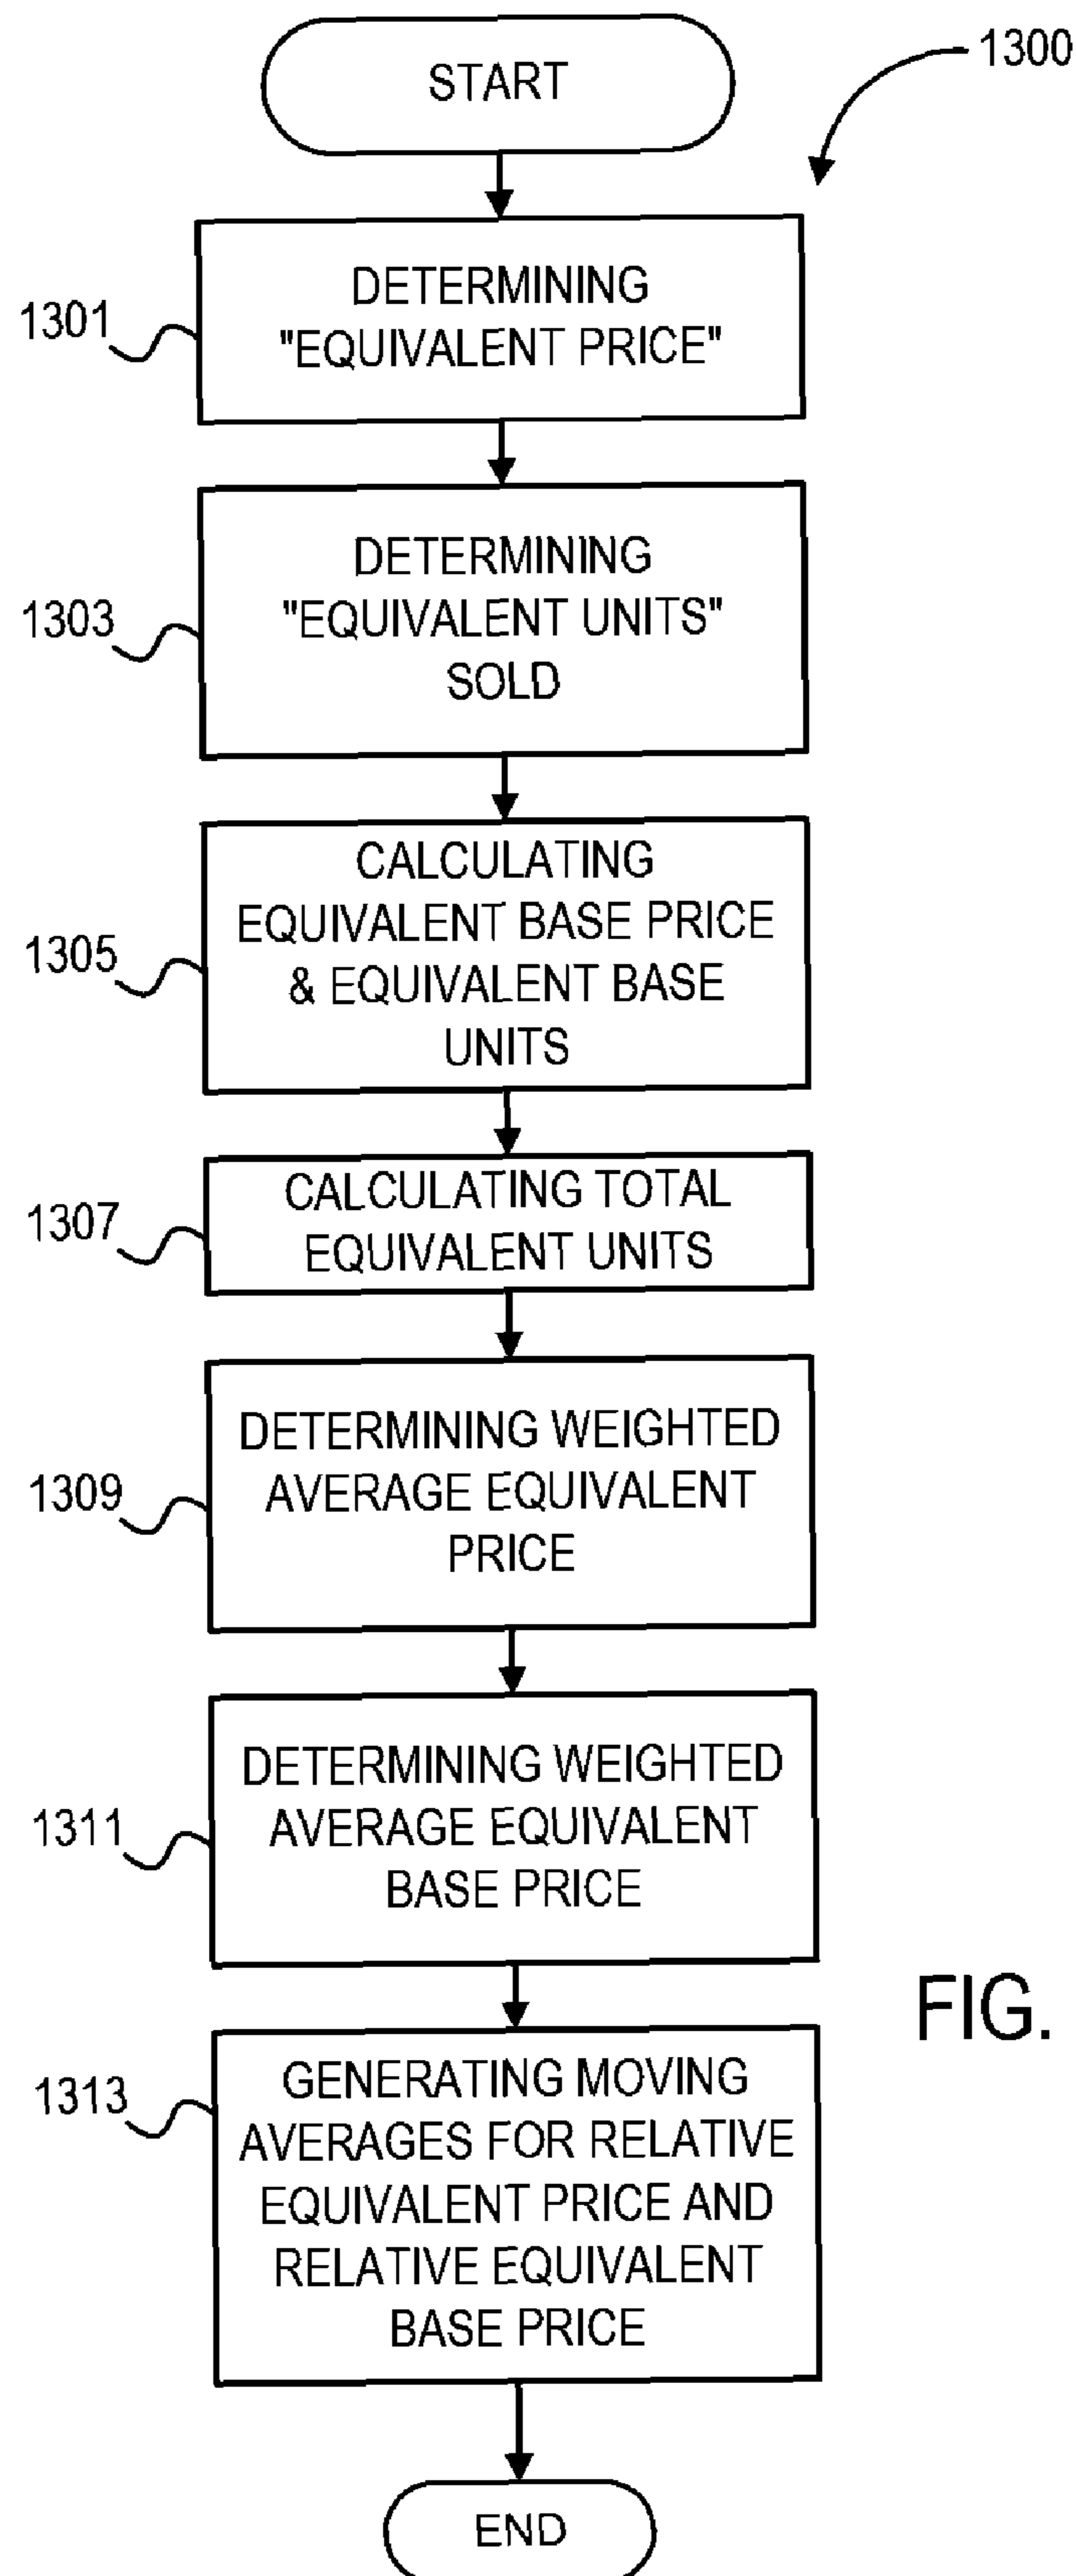 START
1300
1301
DETERMINING
"EQUIVALENT PRICE"
1303
DETERMINING
"EQUIVALENT UNITS"
SOLD
1305
CALCULATING
EQUIVALENT BASE PRICE
& EQUIVALENT BASE
UNITS
1307
CALCULATING TOTAL
EQUIVALENT UNITS
1309
DETERMINING WEIGHTED
AVERAGE EQUIVALENT
PRICE
1311
DETERMINING WEIGHTED
AVERAGE EQUIVALENT
BASE PRICE
FIG.
1313
GENERATING MOVING
AVERAGES FOR RELATIVE
EQUIVALENT PRICE AND
RELATIVE EQUIVALENT
BASE PRICE
END